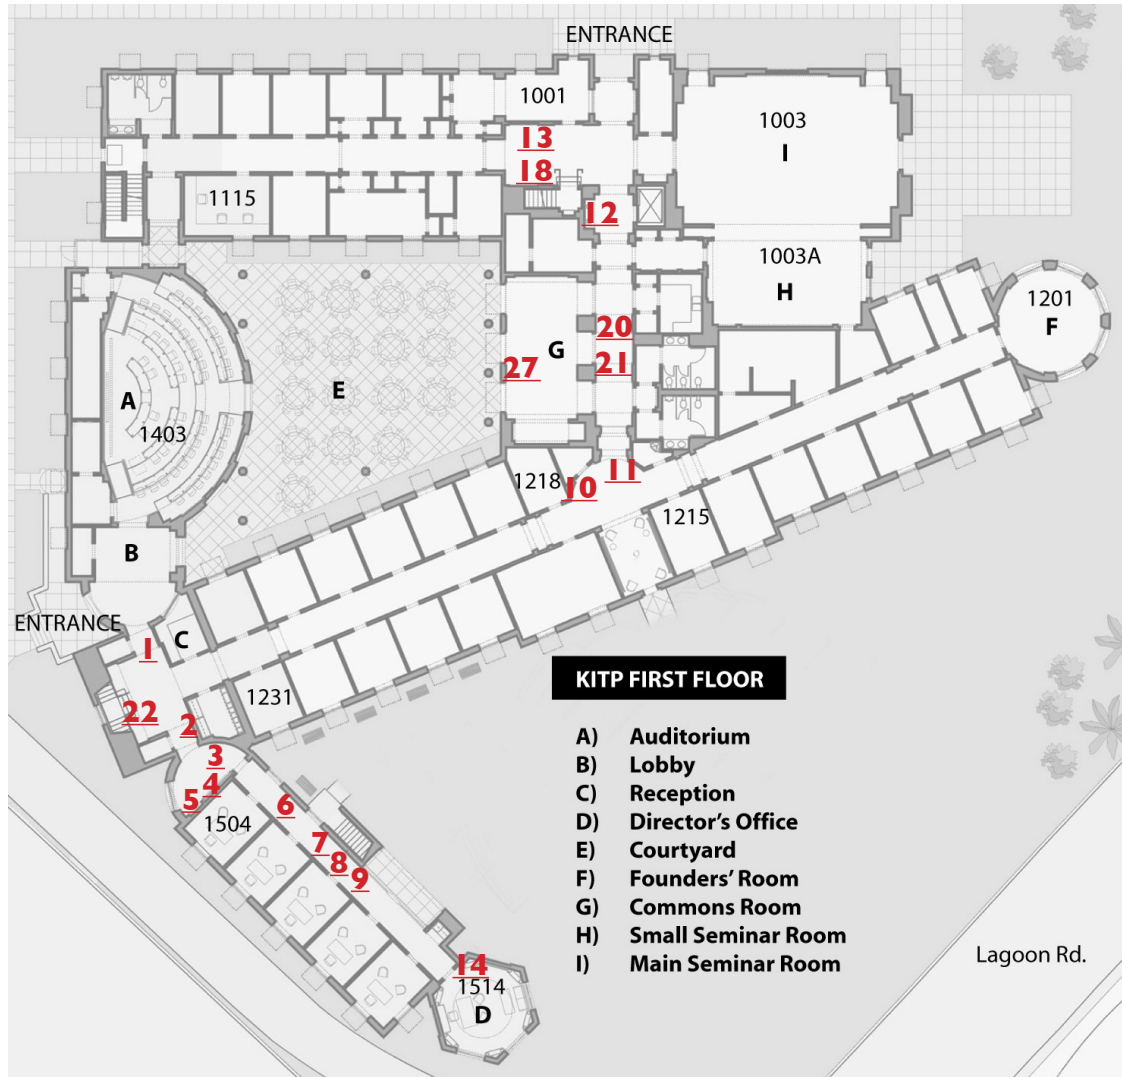 ENTRANCE
1001
1003
I
13
18
1115
12
1003A
H
1201
F
20
G
21
27
A
E
1403
11
1218
10
1215
B
ENTRANCE
C
1
1231
22
2
3
4
5
6
1504
7
8
9
14
1514
D
KITP FIRST FLOOR
A) Auditorium
B) Lobby
C) Reception
D) Director’s Office
E) Courtyard
F) Founders’ Room
G) Commons Room
H) Small Seminar Room
I) Main Seminar Room
Lagoon Rd.